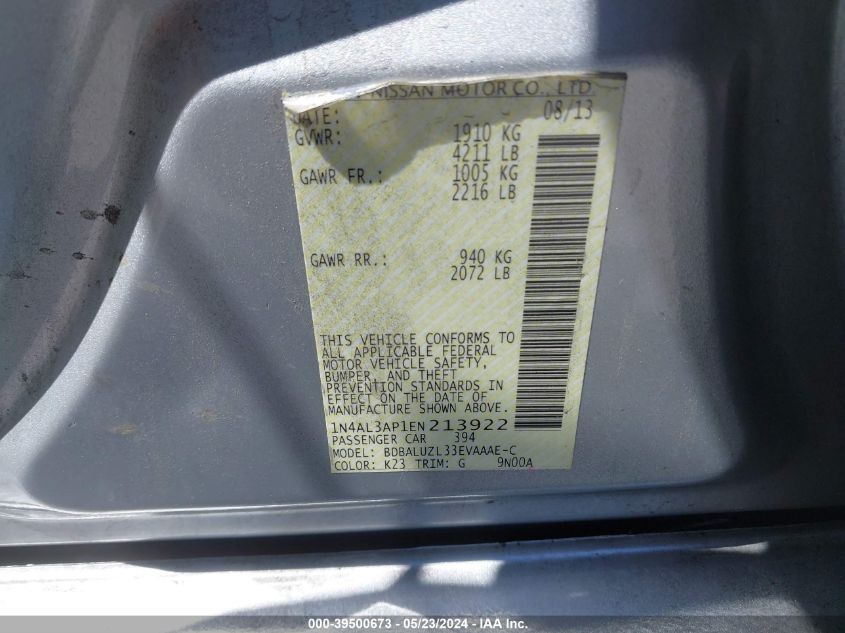 NISSAN MOTOR CO., LTD.
DATE: 08/13
GVWR: 1910 KG
4211 LB
GAWR FR.: 1005 KG
2216 LB
GAWR RR.: 940 KG
2072 LB
THIS VEHICLE CONFORMS TO
ALL APPLICABLE FEDERAL
MOTOR VEHICLE SAFETY,
BUMPER, AND THEFT
PREVENTION STANDARDS IN
EFFECT ON THE DATE OF
MANUFACTURE SHOWN ABOVE.
1N4AL3AP1EN213922
PASSENGER CAR 394
MODEL: BDBALUZL33EVAAAE-C
COLOR: K23 TRIM: G 9N00A
000-39500673 - 05/23/2024 - IAA Inc.